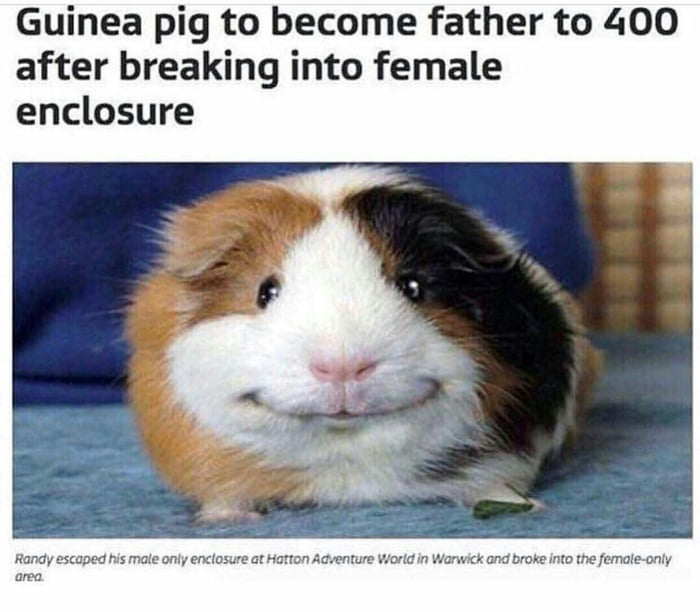 Guinea pig to become father to 400
after breaking into female
enclosure
Randy escaped his male only enclosure at Hatton Adventure World in Warwick and broke into the female-only
area.